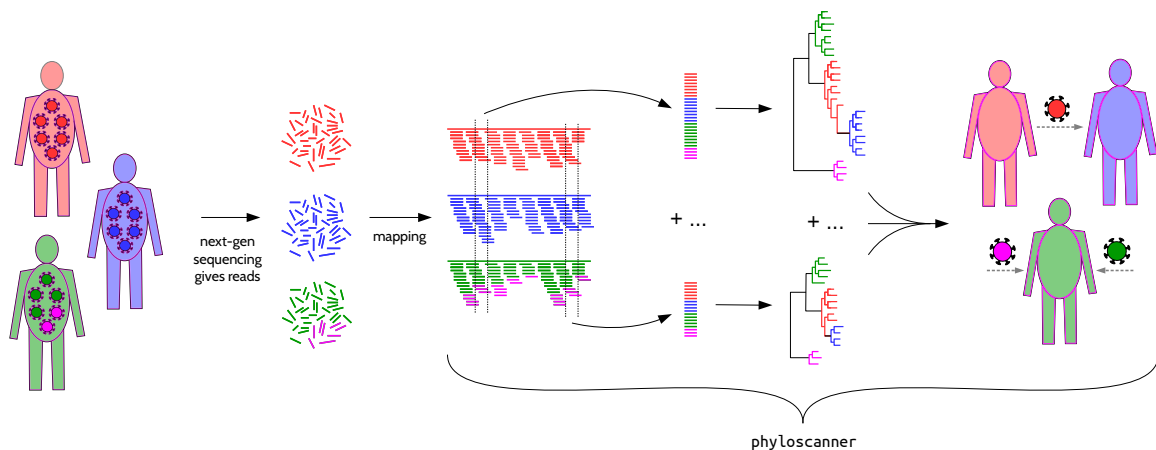 next-gen
sequencing
gives reads
mapping
+ ...
+ ...
phyloscanner